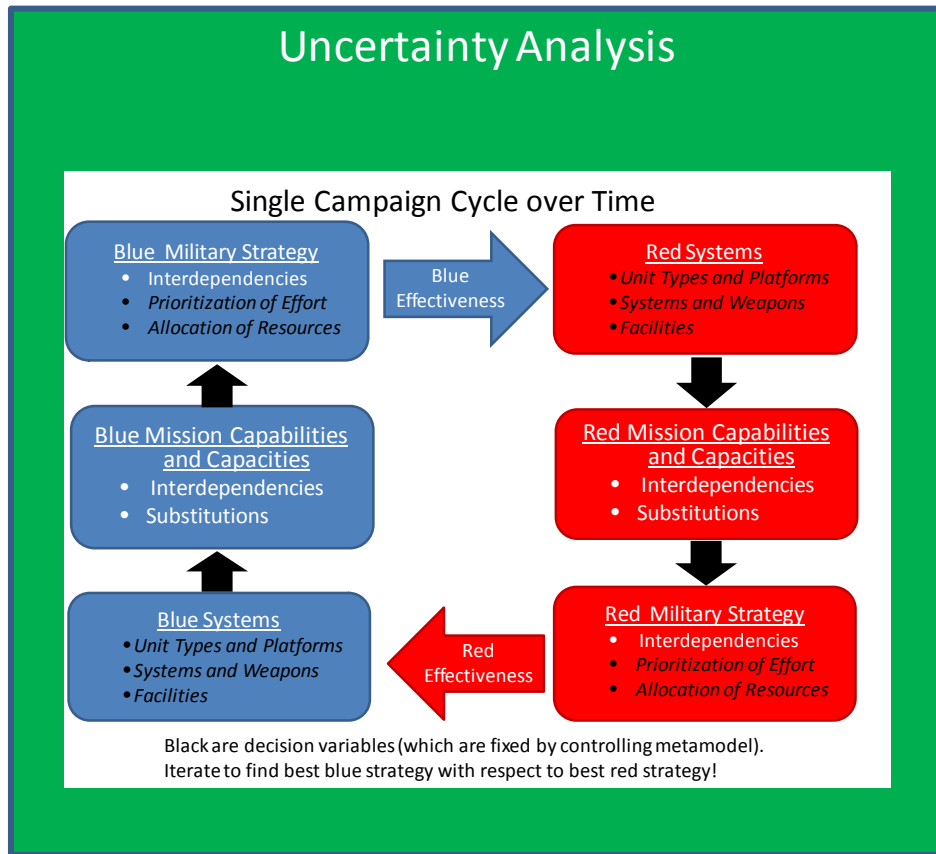 Uncertainty Analysis
Single Campaign Cycle over Time
Blue Military Strategy
• Interdependencies
• Prioritization of Effort
• Allocation of Resources
Blue
Effectiveness
Red Systems
• Unit Types and Platforms
• Systems and Weapons
• Facilities
Blue Mission Capabilities
and Capacities
• Interdependencies
• Substitutions
Red Mission Capabilities
and Capacities
• Interdependencies
• Substitutions
Blue Systems
• Unit Types and Platforms
• Systems and Weapons
• Facilities
Red
Effectiveness
Red Military Strategy
• Interdependencies
• Prioritization of Effort
• Allocation of Resources
Black are decision variables (which are fixed by controlling metamodel).
Iterate to find best blue strategy with respect to best red strategy!